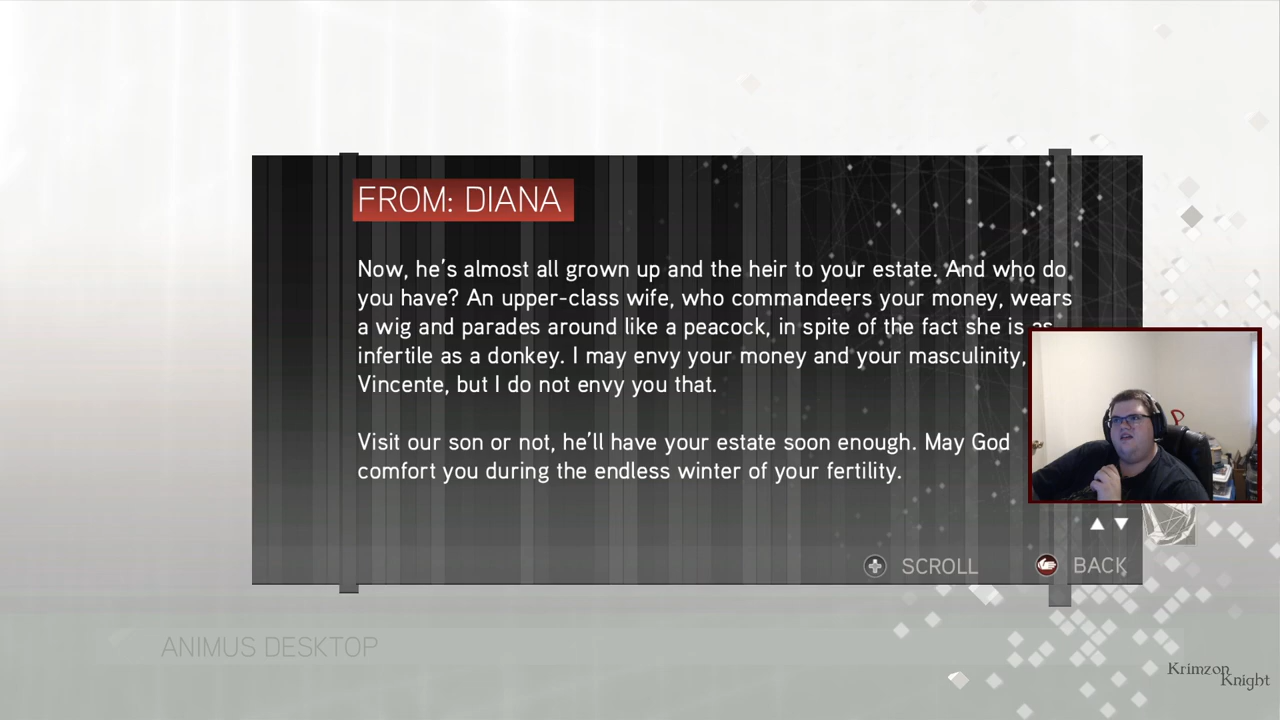 FROM: DIANA
Now, he's almost all grown up and the heir to your estate. And who do
you have? An upper-class wife, who commandeers your money, wears
a wig and parades around like a peacock, in spite of the fact she is as
infertile as a donkey. I may envy your money and your masculinity,
Vincente, but I do not envy you that.
Visit our son or not, he'll have your estate soon enough. May God
comfort you during the endless winter of your fertility.
SCROLL
BACK
ANIMUS DESKTOP
Krimzon
Knight